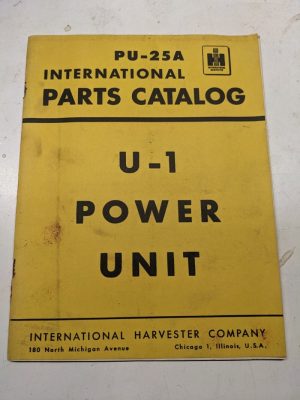 PU-25A
INTERNATIONAL
PARTS CATALOG
U-1
POWER
UNIT
INTERNATIONAL HARVESTER COMPANY
180 North Michigan Avenue Chicago 1, Illinois, U.S.A.